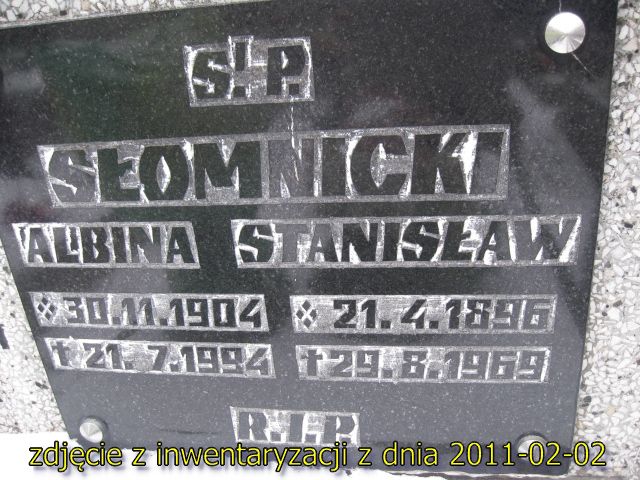 Ś.P.
SŁOMNICKI
ALBINA STANISŁAW
30.11.1904 21.4.1896
†21.7.1994 †29.8.1969
R.I.P
zdjęcie z inwentaryzacji z dnia 2011-02-02